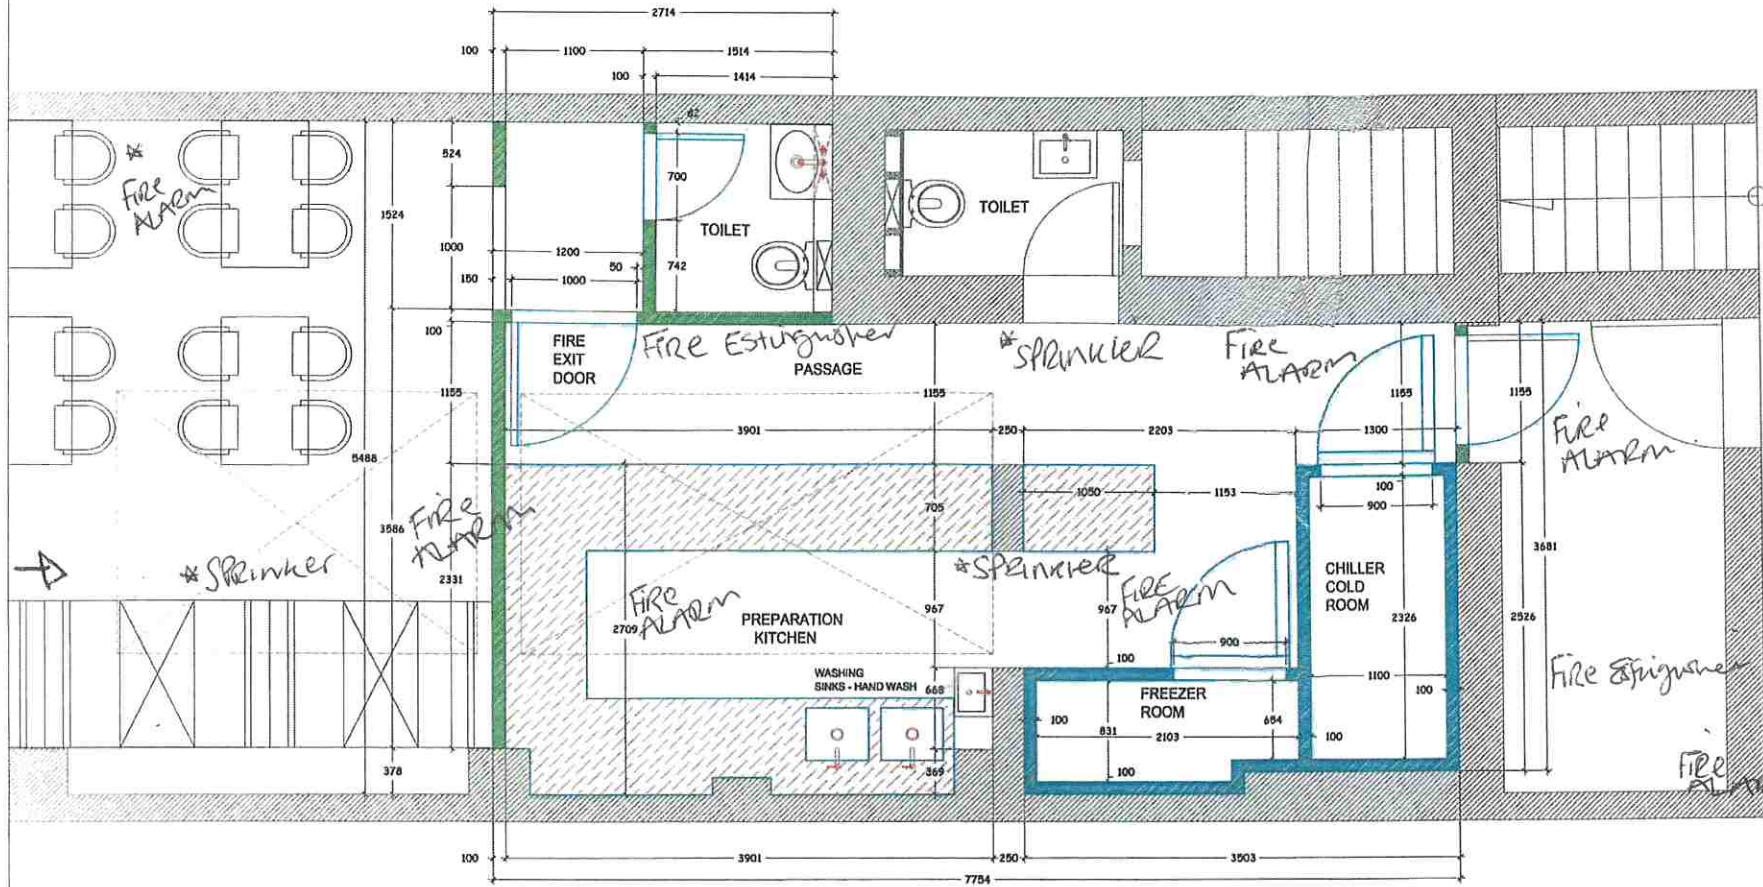 2714
100
1100
1514
100
1414
62
524
700
FIRE
ALARM
1524
TOILET
TOILET
1000
1200
50
742
150
1000
100
FIRE
EXIT
DOOR
FIRE Estinguisher
PASSAGE
*SPRINKlER
FIRE
ALARM
1155
1155
1155
1155
3901
250
2203
1300
FIRE
ALARM
5488
FIRE
ALARM
3586
1050
1153
100
900
705
3681
*SPRinker
2331
*SPRINKlER
CHILLER
COLD
ROOM
FIRE
ALARM
FIRE
ALARM
2709
PREPARATION
KITCHEN
967
967
2326
2526
900
100
WASHING
SINKS - HAND WASH
668
1100
100
FREEZER
ROOM
684
100
831
2103
100
378
369
100
FIRE
100
3901
250
3503
7754